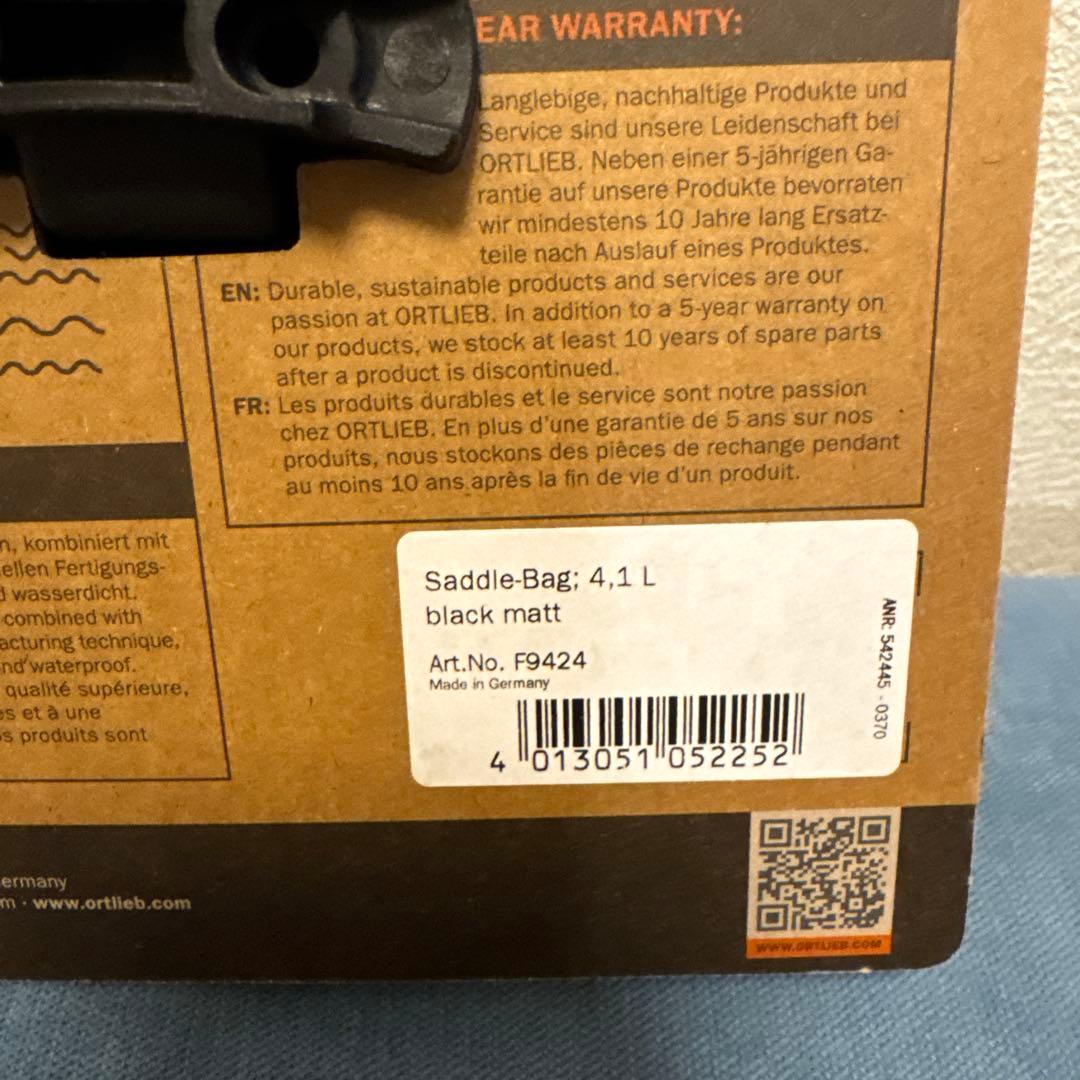 EAR WARRANTY:
Langlebige, nachhaltige Produkte und
Service sind unsere Leidenschaft bei
ORTLIEB. Neben einer 5-jährigen Ga-
rantie auf unsere Produkte bevorraten
wir mindestens 10 Jahre lang Ersatz-
teile nach Auslauf eines Produktes.
EN: Durable, sustainable products and services are our
passion at ORTLIEB. In addition to a 5-year warranty on
our products, we stock at least 10 years of spare parts
after a product is discontinued.
FR: Les produits durables et le service sont notre passion
chez ORTLIEB. En plus d'une garantie de 5 ans sur nos
produits, nous stockons des pièces de rechange pendant
au moins 10 ans après la fin de vie d'un produit.
n, kombiniert mit
ellen Fertigungs-
d wasserdicht.
combined with
acturing technique,
nd waterproof.
qualité supérieure,
es et à une
s produits sont
Saddle-Bag; 4,1 L
black matt
Art.No. F9424
Made in Germany
4 013051 052252
ANR: 542445 - 0370
ermany
m · www.ortlieb.com
WWW.ORTLIEB.COM